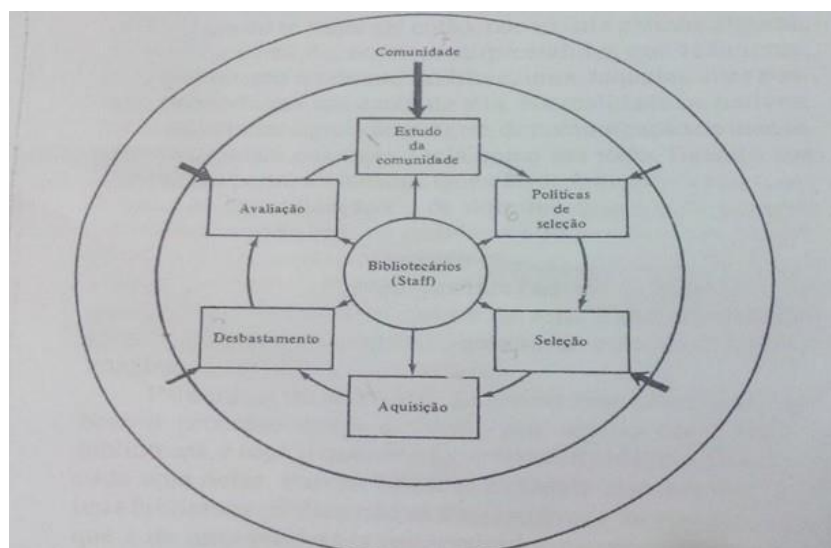 Comunidade
Estudo
da
comunidade
Avaliação
Políticas
de
seleção
Bibliotecários
(Staff)
Desbastamento
Seleção
Aquisição